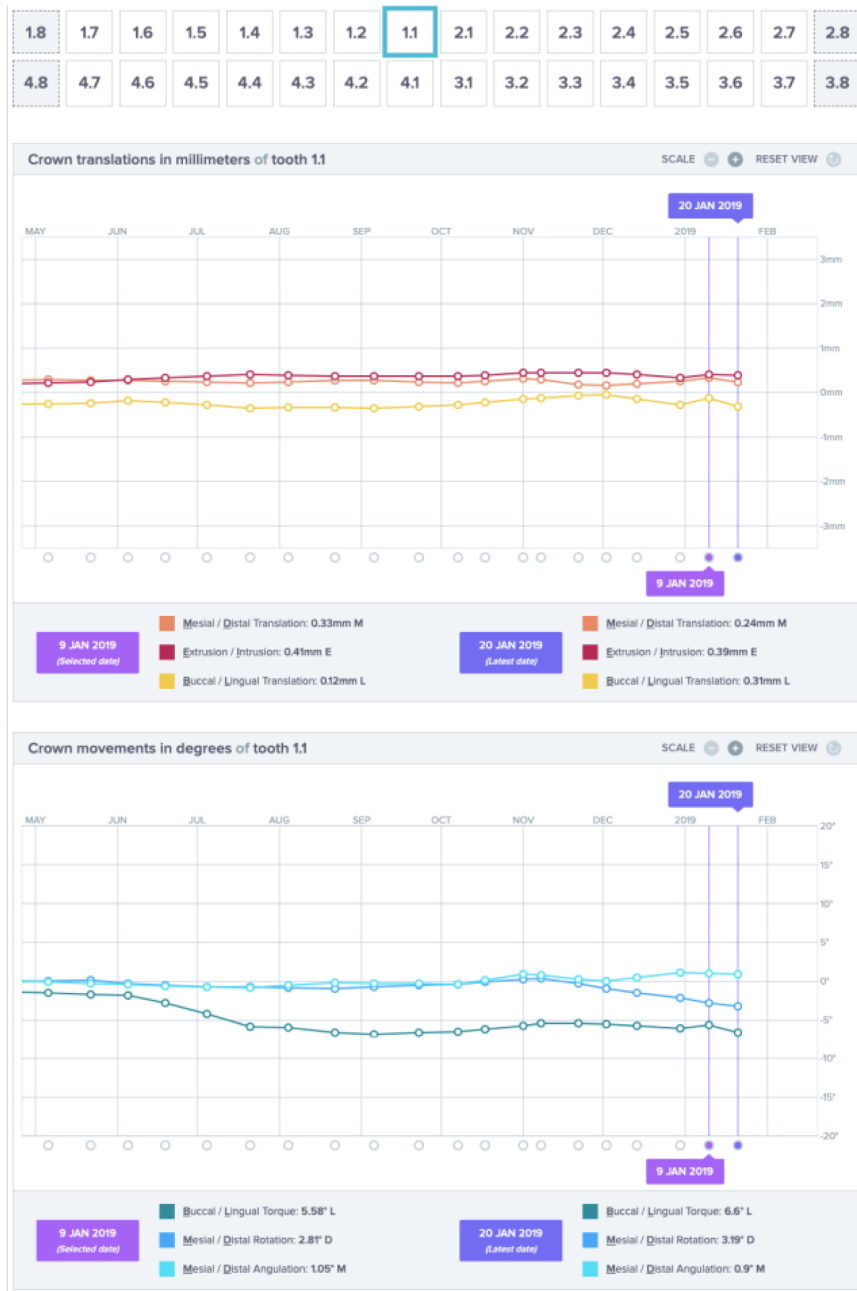 1.8 1.7 1.6 1.5 1.4 1.3 1.2 1.1 2.1 2.2 2.3 2.4 2.5 2.6 2.7 2.8
4.8 4.7 4.6 4.5 4.4 4.3 4.2 4.1 3.1 3.2 3.3 3.4 3.5 3.6 3.7 3.8
Crown translations in millimeters of tooth 1.1 SCALE RESET VIEW
20 JAN 2019
MAY JUN JUL AUG SEP OCT NOV DEC 2019 FEB
3mm
2mm
1mm
0mm
-1mm
-2mm
-3mm
9 JAN 2019
9 JAN 2019
(Selected date)
Mesial / Distal Translation: 0.33mm M
Extrusion / Intrusion: 0.41mm E
Buccal / Lingual Translation: 0.12mm L
20 JAN 2019
(Latest date)
Mesial / Distal Translation: 0.24mm M
Extrusion / Intrusion: 0.39mm E
Buccal / Lingual Translation: 0.31mm L
Crown movements in degrees of tooth 1.1 SCALE RESET VIEW
20 JAN 2019
MAY JUN JUL AUG SEP OCT NOV DEC 2019 FEB
20°
15°
10°
5°
0°
-5°
-10°
-15°
-20°
9 JAN 2019
9 JAN 2019
(Selected date)
Buccal / Lingual Torque: 5.58° L
Mesial / Distal Rotation: 2.81° D
Mesial / Distal Angulation: 1.05° M
20 JAN 2019
(Latest date)
Buccal / Lingual Torque: 6.6° L
Mesial / Distal Rotation: 3.19° D
Mesial / Distal Angulation: 0.9° M